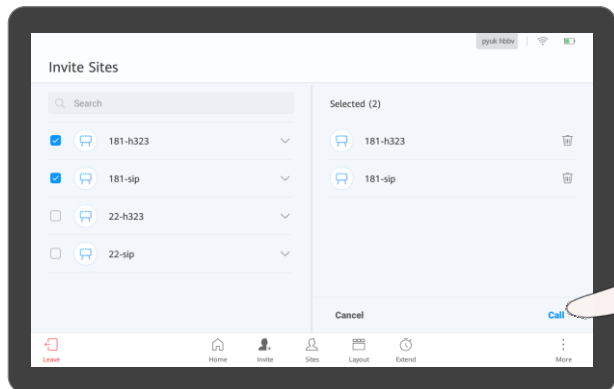 pyuk hbbv
Invite Sites
Search
181-h323
181-sip
22-h323
22-sip
Selected (2)
181-h323
181-sip
Cancel
Call
Leave
Home
Invite
Sites
Layout
Extend
More